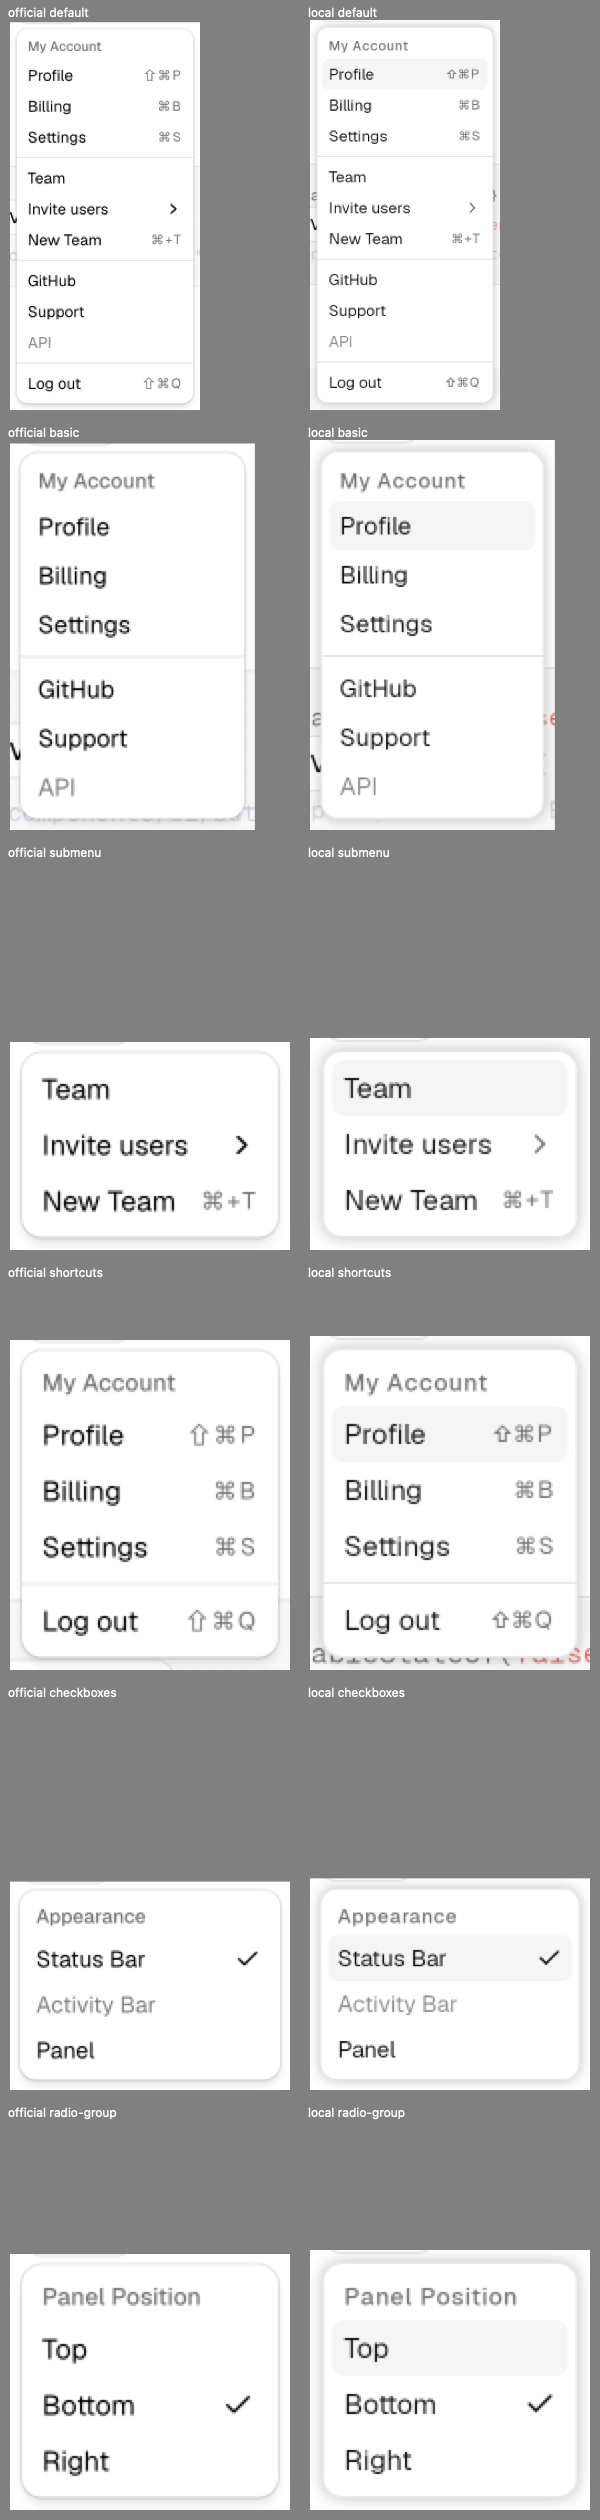 official default
local default
My Account
Profile ⇧⌘P
Billing ⌘B
Settings ⌘S
Team
Invite users
New Team ⌘+T
GitHub
Support
API
Log out ⇧⌘Q
My Account
Profile ⇧⌘P
Billing ⌘B
Settings ⌘S
Team
Invite users
New Team ⌘+T
GitHub
Support
API
Log out ⇧⌘Q
official basic
local basic
My Account
Profile
Billing
Settings
GitHub
Support
API
My Account
Profile
Billing
Settings
GitHub
Support
API
official submenu
local submenu
Team
Invite users
New Team ⌘+T
Team
Invite users
New Team ⌘+T
official shortcuts
local shortcuts
My Account
Profile ⇧⌘P
Billing ⌘B
Settings ⌘S
Log out ⇧⌘Q
My Account
Profile ⇧⌘P
Billing ⌘B
Settings ⌘S
Log out ⇧⌘Q
official checkboxes
local checkboxes
Appearance
Status Bar
Activity Bar
Panel
Appearance
Status Bar
Activity Bar
Panel
official radio-group
local radio-group
Panel Position
Top
Bottom
Right
Panel Position
Top
Bottom
Right